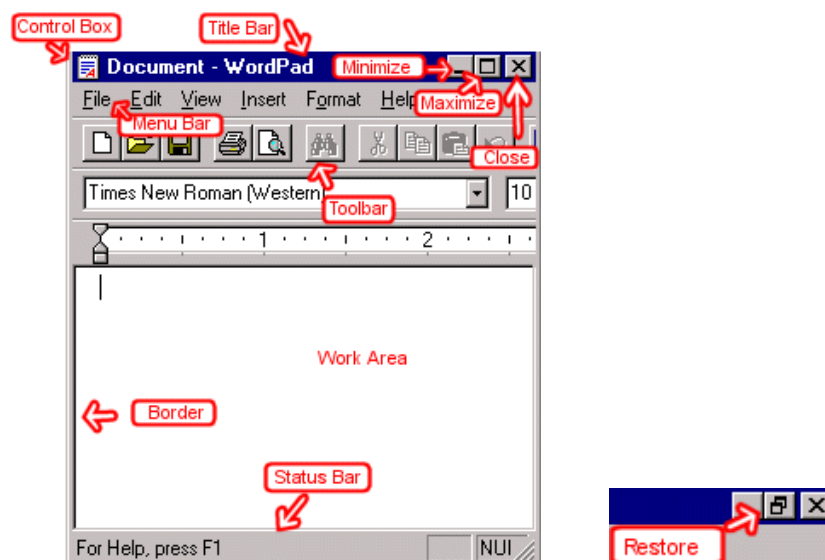 Control Box
Title Bar
Document - WordPad
Minimize
File Edit View Insert Format Help
Maximize
Menu Bar
Close
Times New Roman (Western)
10
Toolbar
1 2
Work Area
Border
Status Bar
For Help, press F1
NUI
Restore